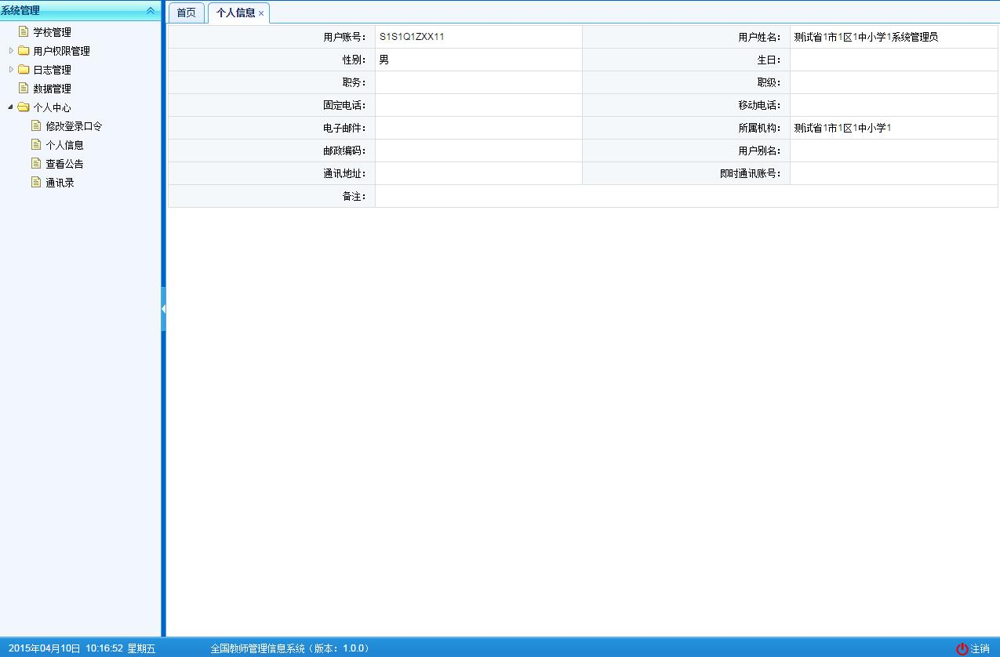 系统管理
学校管理
用户权限管理
日志管理
数据管理
个人中心
修改登录口令
个人信息
查看公告
通讯录
首页 个人信息 ×
用户账号： S1S1Q1ZXX11 用户姓名： 测试省1市1区1中小学1系统管理员
性别： 男 生日：
职务： 职级：
固定电话： 移动电话：
电子邮件： 所属机构： 测试省1市1区1中小学1
邮政编码： 用户别名：
通讯地址： 即时通讯账号：
备注：
2015年04月10日 10:16:52 星期五 全国教师管理信息系统（版本：1.0.0） 注销